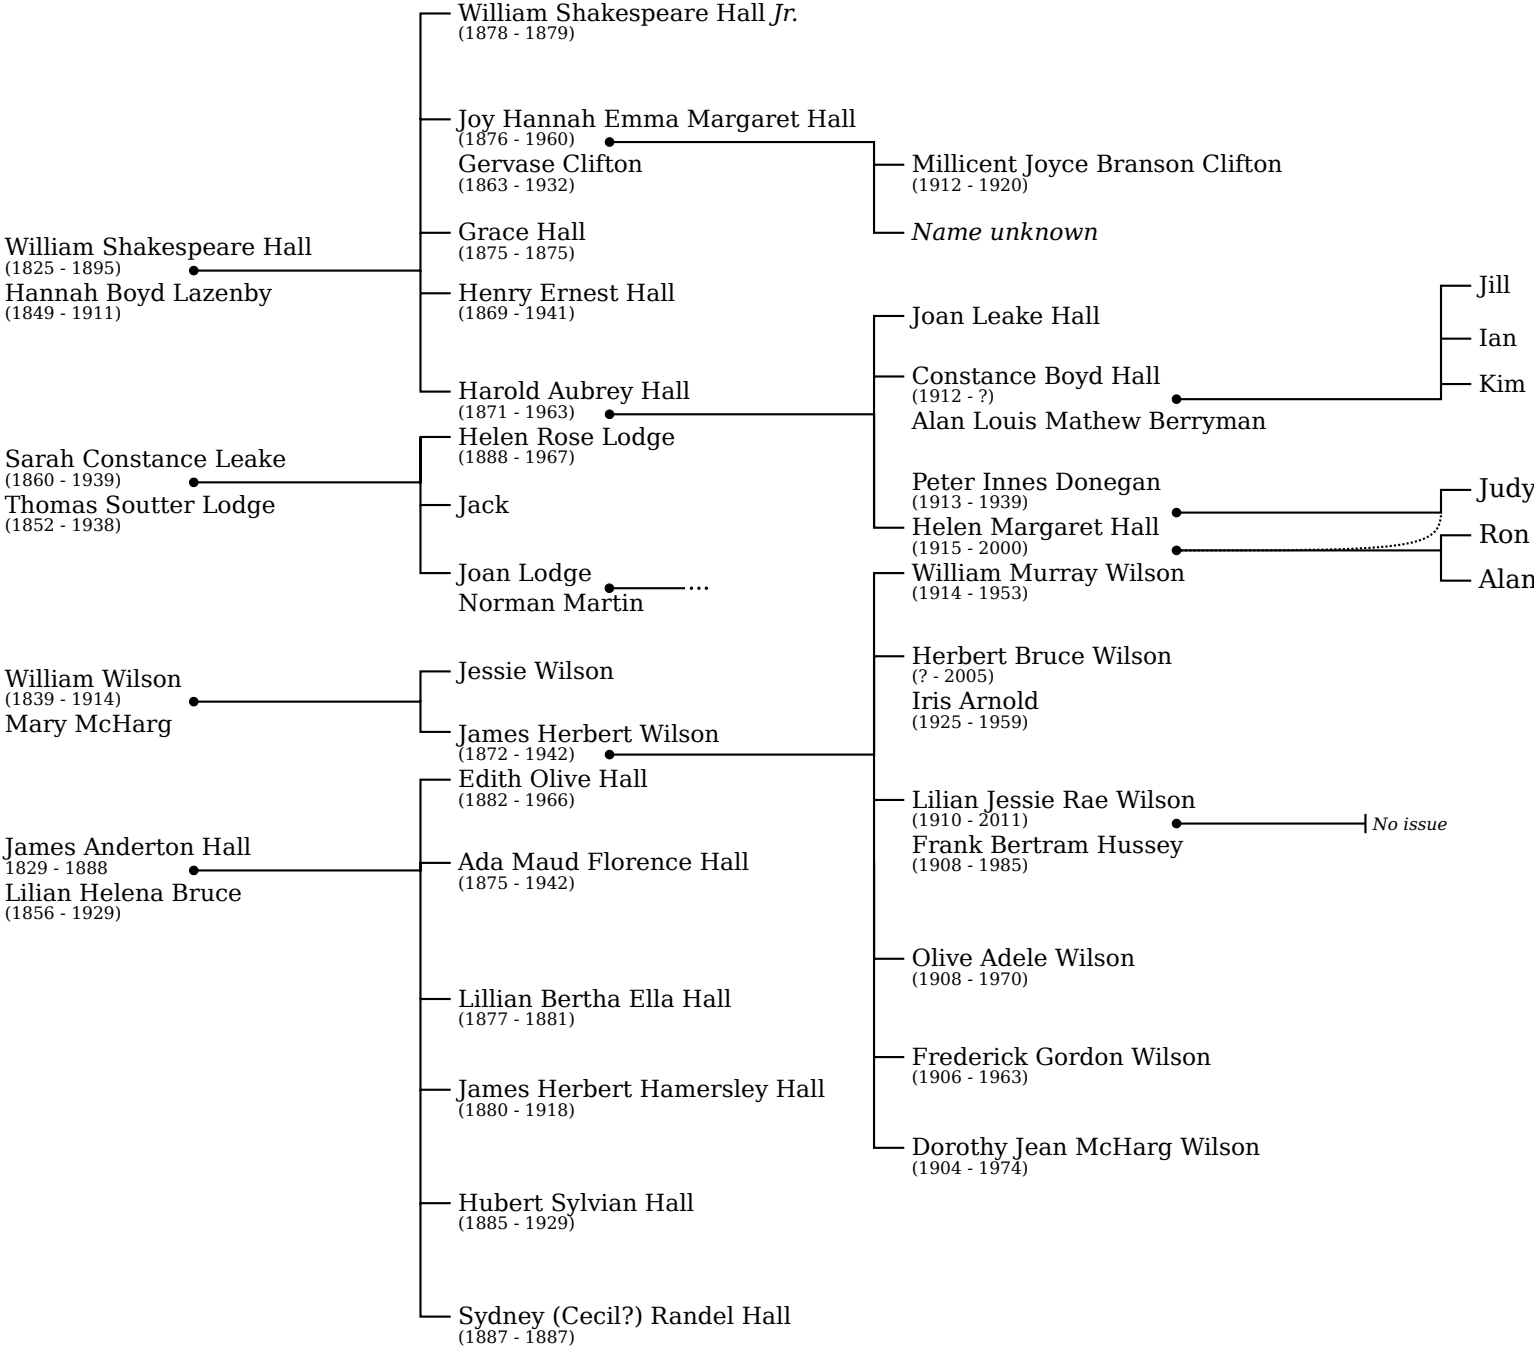 William Shakespeare Hall
(1825 - 1895)
Hannah Boyd Lazenby
(1849 - 1911)
Sarah Constance Leake
(1860 - 1939)
Thomas Soutter Lodge
(1852 - 1938)
William Wilson
(1839 - 1914)
Mary McHarg
James Anderton Hall
1829 - 1888
Lilian Helena Bruce
(1856 - 1929)
William Shakespeare Hall Jr.
(1878 - 1879)
Joy Hannah Emma Margaret Hall
(1876 - 1960)
Gervase Clifton
(1863 - 1932)
Grace Hall
(1875 - 1875)
Henry Ernest Hall
(1869 - 1941)
Harold Aubrey Hall
(1871 - 1963)
Helen Rose Lodge
(1888 - 1967)
Jack
Joan Lodge
Norman Martin
...
Jessie Wilson
James Herbert Wilson
(1872 - 1942)
Edith Olive Hall
(1882 - 1966)
Ada Maud Florence Hall
(1875 - 1942)
Lillian Bertha Ella Hall
(1877 - 1881)
James Herbert Hamersley Hall
(1880 - 1918)
Hubert Sylvian Hall
(1885 - 1929)
Sydney (Cecil?) Randel Hall
(1887 - 1887)
Millicent Joyce Branson Clifton
(1912 - 1920)
Name unknown
Joan Leake Hall
Constance Boyd Hall
(1912 - ?)
Alan Louis Mathew Berryman
Peter Innes Donegan
(1913 - 1939)
Helen Margaret Hall
(1915 - 2000)
William Murray Wilson
(1914 - 1953)
Herbert Bruce Wilson
(? - 2005)
Iris Arnold
(1925 - 1959)
Lilian Jessie Rae Wilson
(1910 - 2011)
Frank Bertram Hussey
(1908 - 1985)
No issue
Olive Adele Wilson
(1908 - 1970)
Frederick Gordon Wilson
(1906 - 1963)
Dorothy Jean McHarg Wilson
(1904 - 1974)
Jill
Ian
Kim
Judy
Ron
Alan